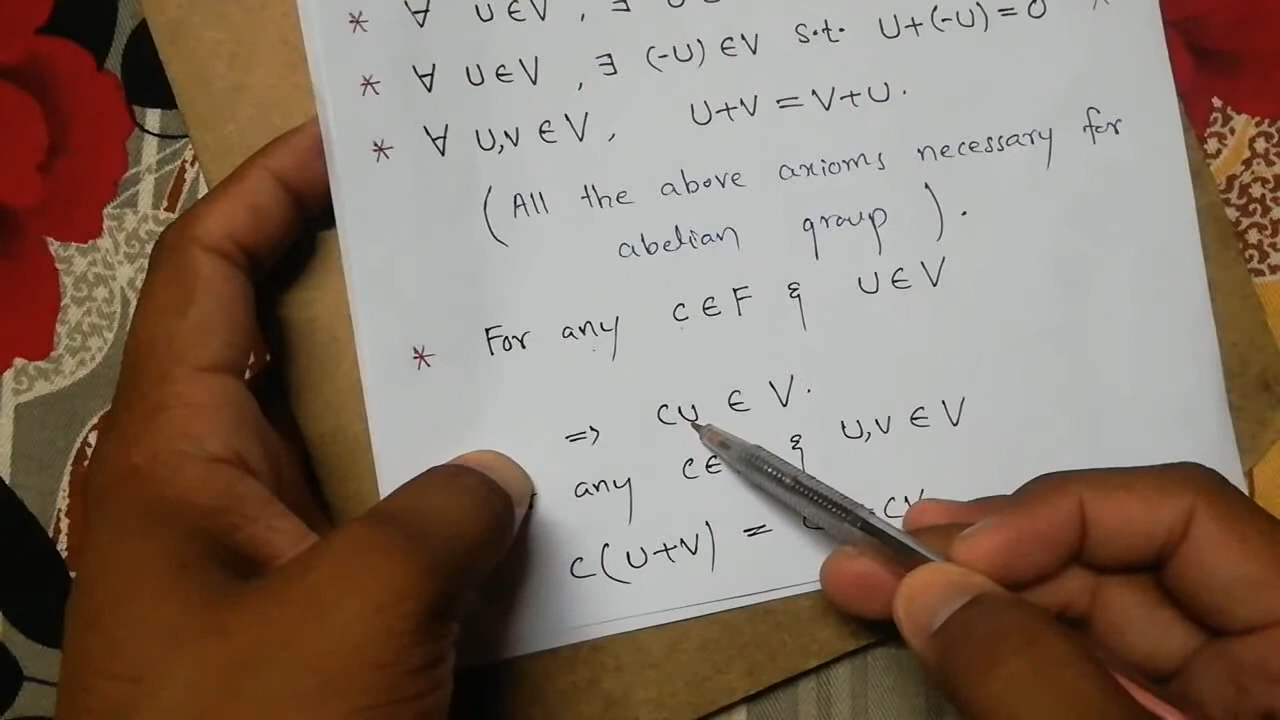 * ∀ U∈V, ∃
* ∀ U∈V, ∃ (-U) ∈V s.t. U+(-U)=0
* ∀ U,V ∈V, U+V = V+U.
(All the above axioms necessary for
abelian group).
* For any C∈F & U∈V
=> CU ∈ V.
any C∈ & U,V ∈ V
C(U+V) =